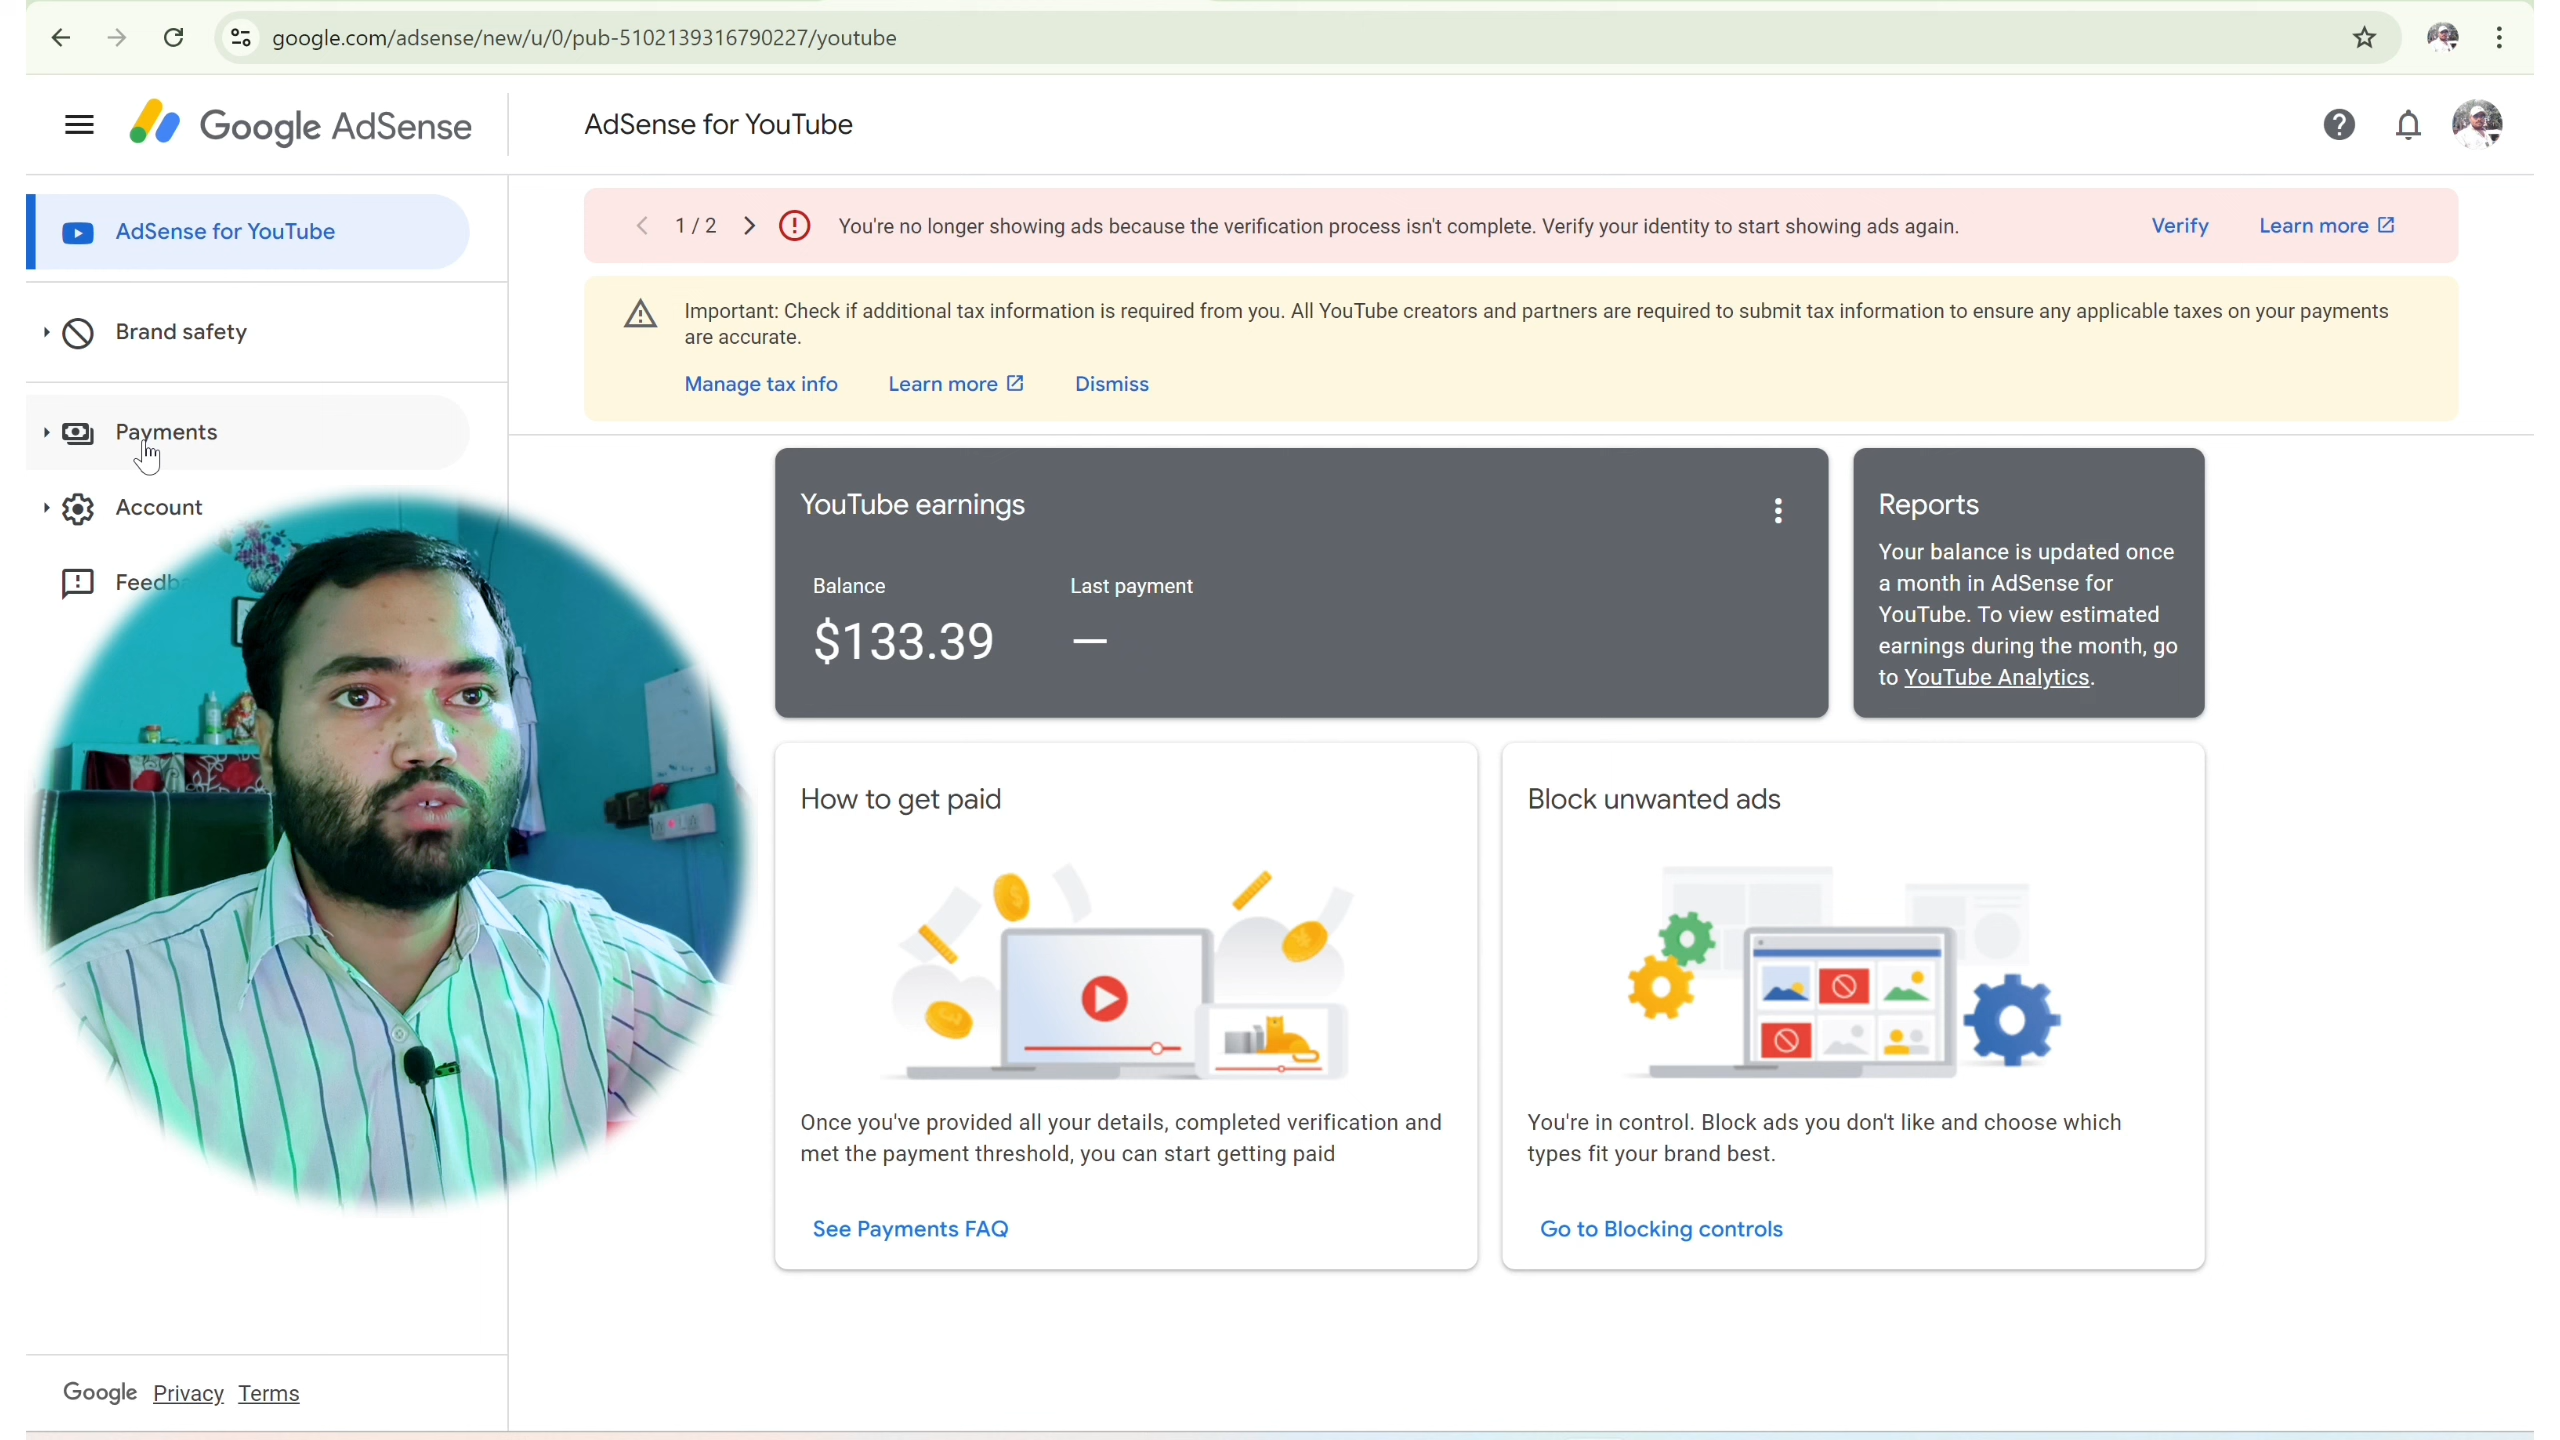 google.com/adsense/new/u/0/pub-5102139316790227/youtube
Google AdSense
AdSense for YouTube
AdSense for YouTube
Brand safety
Payments
Account
Feedba
1 / 2
You're no longer showing ads because the verification process isn't complete. Verify your identity to start showing ads again.
Verify
Learn more
Important: Check if additional tax information is required from you. All YouTube creators and partners are required to submit tax information to ensure any applicable taxes on your payments
are accurate.
Manage tax info
Learn more
Dismiss
YouTube earnings
Balance
Last payment
$133.39
—
Reports
Your balance is updated once
a month in AdSense for
YouTube. To view estimated
earnings during the month, go
to YouTube Analytics.
How to get paid
Once you've provided all your details, completed verification and
met the payment threshold, you can start getting paid
See Payments FAQ
Block unwanted ads
You're in control. Block ads you don't like and choose which
types fit your brand best.
Go to Blocking controls
Google Privacy Terms